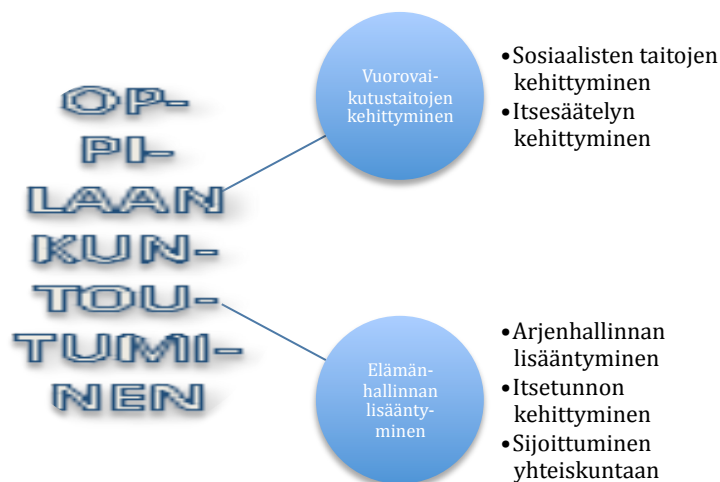 OP-
PI-
LAAN
KUN-
TOU-
TUMI-
NEN
Vuorovai-
kutustaitojen
kehittyminen
•Sosiaalisten taitojen
kehittyminen
•Itsesäätelyn
kehittyminen
Elämän-
hallinnan
lisäänty-
minen
•Arjenhallinnan
lisääntyminen
•Itsetunnon
kehittyminen
•Sijoittuminen
yhteiskuntaan